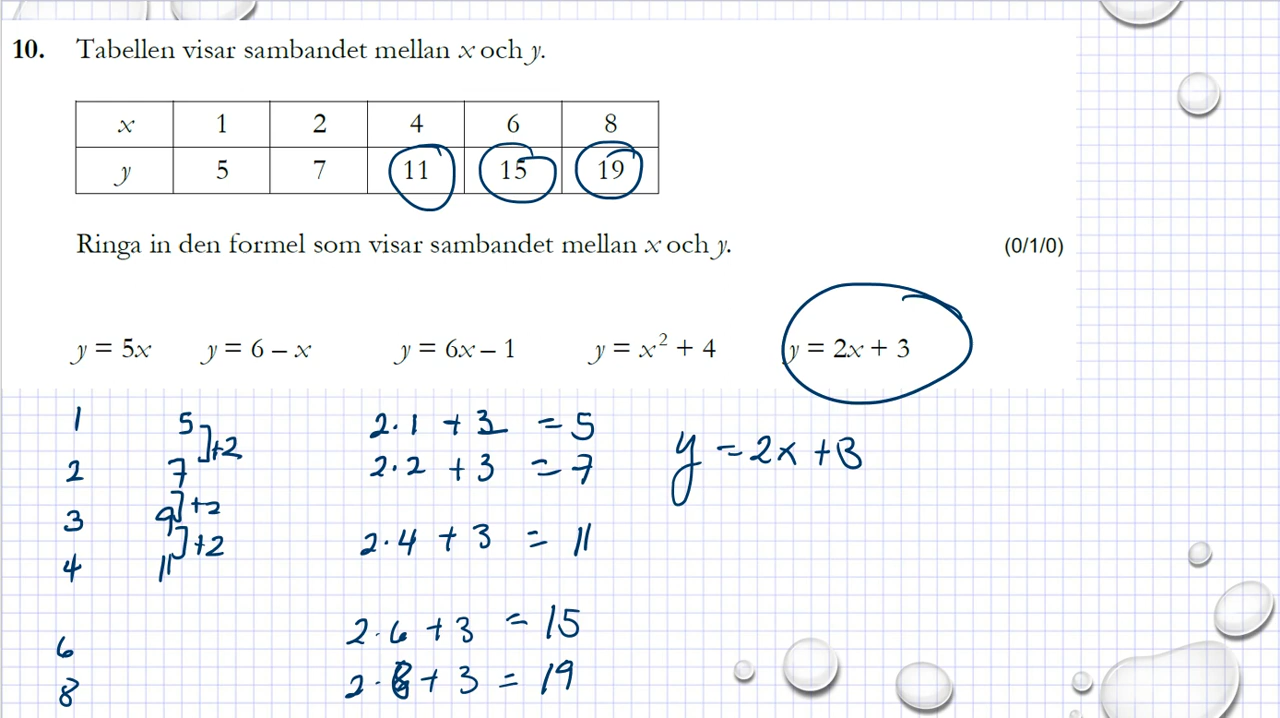 10. Tabellen visar sambandet mellan x och y.
x 1 2 4 6 8
y 5 7 11 15 19
Ringa in den formel som visar sambandet mellan x och y. (0/1/0)
y = 5x y = 6 – x y = 6x – 1 y = x² + 4 y = 2x + 3
1 5 2·1 + 3 = 5
]+2
2 7 2·2 + 3 = 7 y = 2x + 3
]+2
3 9
]+2
4 11 2·4 + 3 = 11
6 2·6 + 3 = 15
8 2·8 + 3 = 19